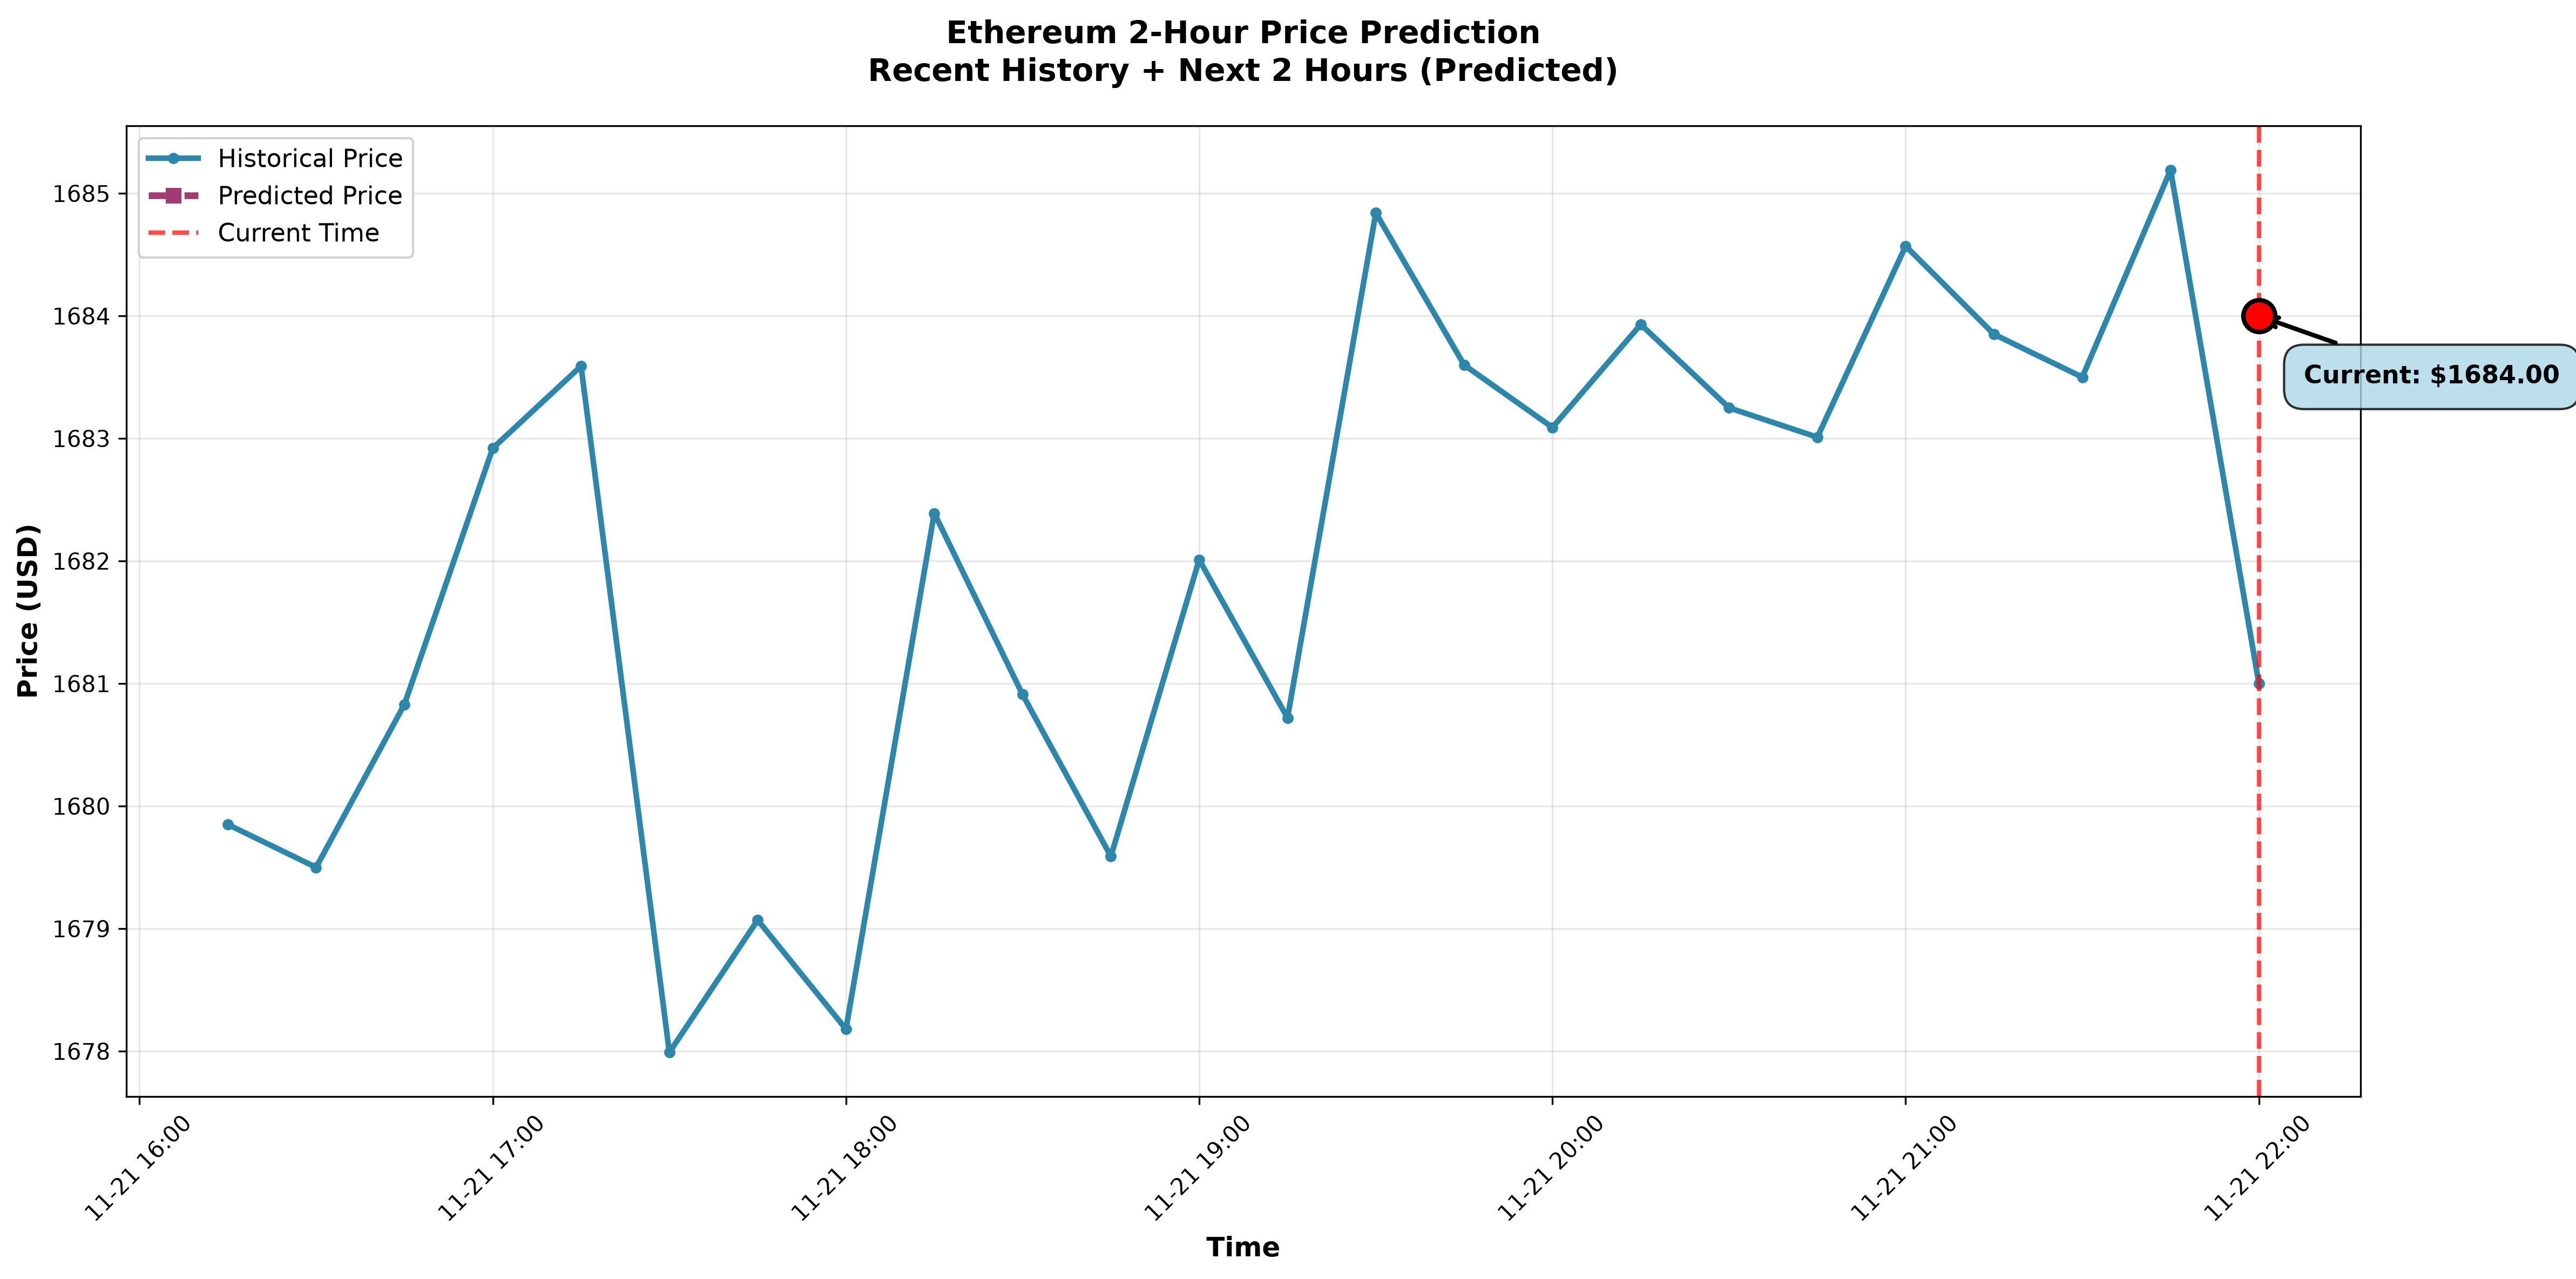 Ethereum 2-Hour Price Prediction
Recent History + Next 2 Hours (Predicted)
Historical Price
Predicted Price
Current Time
1685
1684
1683
1682
1681
1680
1679
1678
Current: $1684.00
Price (USD)
11-21 16:00
11-21 17:00
11-21 18:00
11-21 19:00
11-21 20:00
11-21 21:00
11-21 22:00
Time